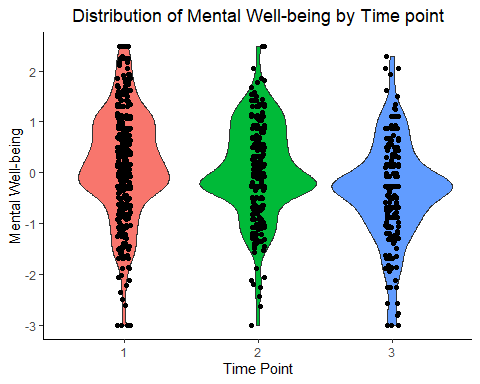 Distribution of Mental Well-being by Time point
Mental Well-being
2
1
0
-1
-2
-3
1 2 3
Time Point